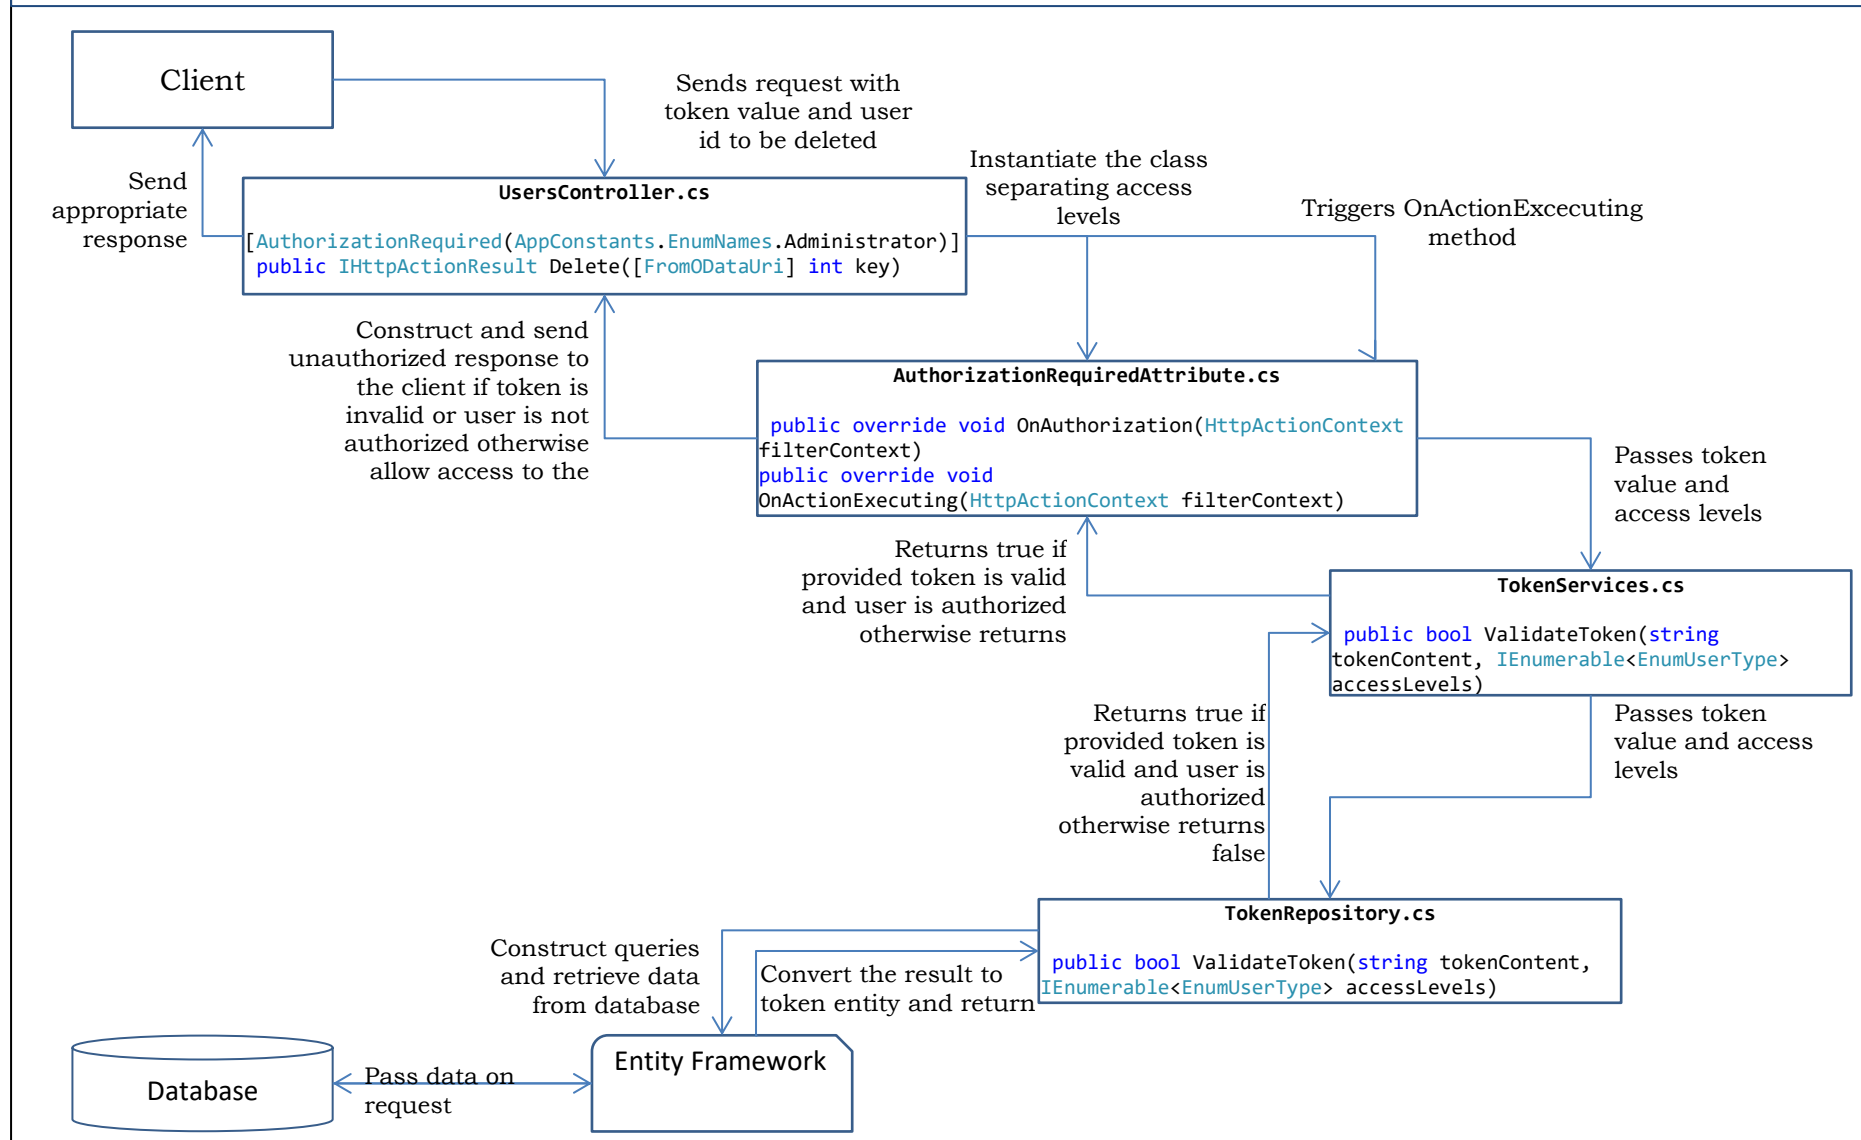 Client
Sends request with
token value and user
id to be deleted
Send
appropriate
response
UsersController.cs
[AuthorizationRequired(AppConstants.EnumNames.Administrator)]
public IHttpActionResult Delete([FromODataUri] int key)
Instantiate the class
separating access
levels
Triggers OnActionExcecuting
method
Construct and send
unauthorized response to
the client if token is
invalid or user is not
authorized otherwise
allow access to the
AuthorizationRequiredAttribute.cs
public override void OnAuthorization(HttpActionContext
filterContext)
public override void
OnActionExecuting(HttpActionContext filterContext)
Passes token
value and
access levels
Returns true if
provided token is valid
and user is authorized
otherwise returns
TokenServices.cs
public bool ValidateToken(string
tokenContent, IEnumerable<EnumUserType>
accessLevels)
Returns true if
provided token is
valid and user is
authorized
otherwise returns
false
Passes token
value and access
levels
TokenRepository.cs
public bool ValidateToken(string tokenContent,
IEnumerable<EnumUserType> accessLevels)
Construct queries
and retrieve data
from database
Convert the result to
token entity and return
Entity Framework
Database
Pass data on
request